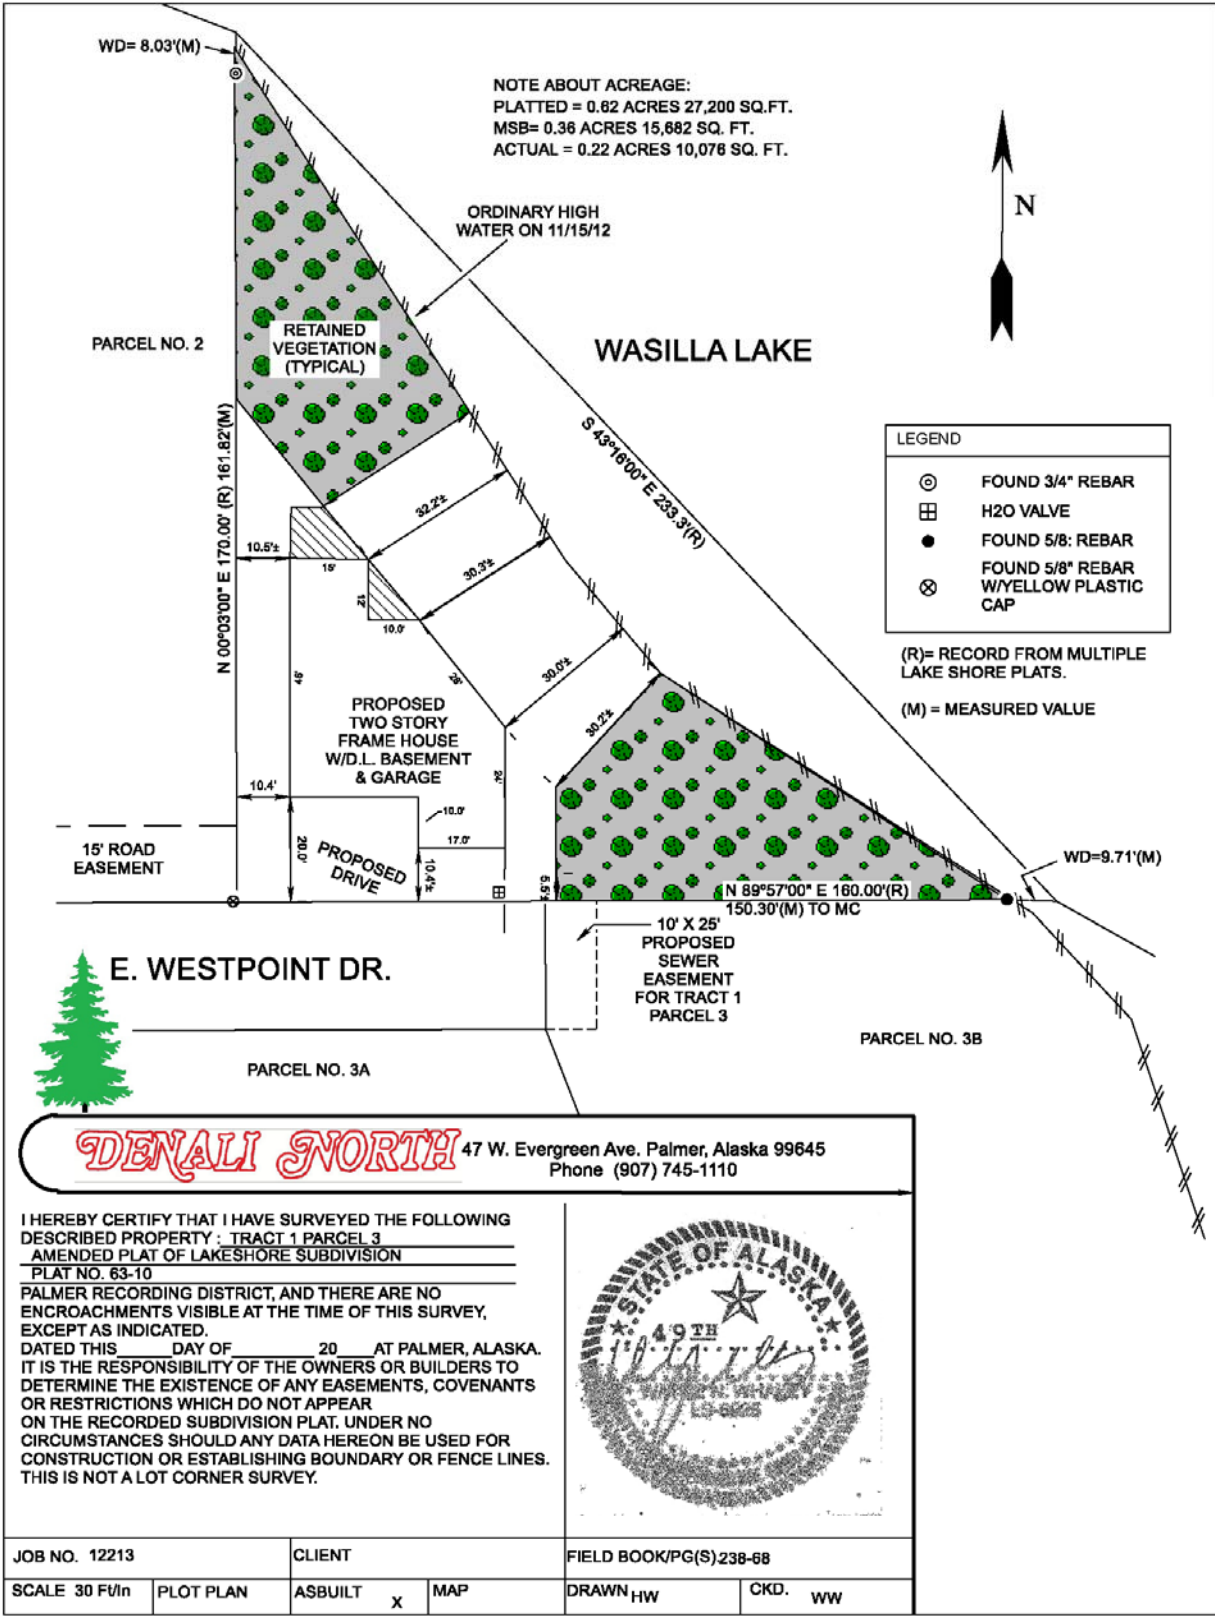 WD= 8.03'(M)
NOTE ABOUT ACREAGE:
PLATTED = 0.62 ACRES 27,200 SQ.FT.
MSB= 0.36 ACRES 15,682 SQ. FT.
ACTUAL = 0.22 ACRES 10,076 SQ. FT.
N
ORDINARY HIGH
WATER ON 11/15/12
PARCEL NO. 2
RETAINED
VEGETATION
(TYPICAL)
WASILLA LAKE
S 43°16'00" E 233.3'(R)
N 00°03'00" E 170.00' (R) 161.82'(M)
LEGEND
FOUND 3/4" REBAR
H2O VALVE
FOUND 5/8: REBAR
FOUND 5/8" REBAR
W/YELLOW PLASTIC
CAP
(R)= RECORD FROM MULTIPLE
LAKE SHORE PLATS.
(M) = MEASURED VALUE
32.2'±
30.3'±
30.0'±
30.2'±
10.5'±
15'
12'
10.0'
46'
28'
24'
PROPOSED
TWO STORY
FRAME HOUSE
W/D.L. BASEMENT
& GARAGE
10.4'
10.0'
17.0'
20.0'
10.4'±
5.5'±
PROPOSED
DRIVE
15' ROAD
EASEMENT
WD=9.71'(M)
N 89°57'00" E 160.00'(R)
150.30'(M) TO MC
10' X 25'
PROPOSED
SEWER
EASEMENT
FOR TRACT 1
PARCEL 3
E. WESTPOINT DR.
PARCEL NO. 3A
PARCEL NO. 3B
DENALI NORTH
47 W. Evergreen Ave. Palmer, Alaska 99645
Phone (907) 745-1110
I HEREBY CERTIFY THAT I HAVE SURVEYED THE FOLLOWING
DESCRIBED PROPERTY : TRACT 1 PARCEL 3
AMENDED PLAT OF LAKESHORE SUBDIVISION
PLAT NO. 63-10
PALMER RECORDING DISTRICT, AND THERE ARE NO
ENCROACHMENTS VISIBLE AT THE TIME OF THIS SURVEY,
EXCEPT AS INDICATED.
DATED THIS_____DAY OF_______ 20___AT PALMER, ALASKA.
IT IS THE RESPONSIBILITY OF THE OWNERS OR BUILDERS TO
DETERMINE THE EXISTENCE OF ANY EASEMENTS, COVENANTS
OR RESTRICTIONS WHICH DO NOT APPEAR
ON THE RECORDED SUBDIVISION PLAT. UNDER NO
CIRCUMSTANCES SHOULD ANY DATA HEREON BE USED FOR
CONSTRUCTION OR ESTABLISHING BOUNDARY OR FENCE LINES.
THIS IS NOT A LOT CORNER SURVEY.
STATE OF ALASKA
49TH
JOB NO. 12213
CLIENT
FIELD BOOK/PG(S).238-68
SCALE 30 Ft/In
PLOT PLAN
ASBUILT X
MAP
DRAWN HW
CKD. WW